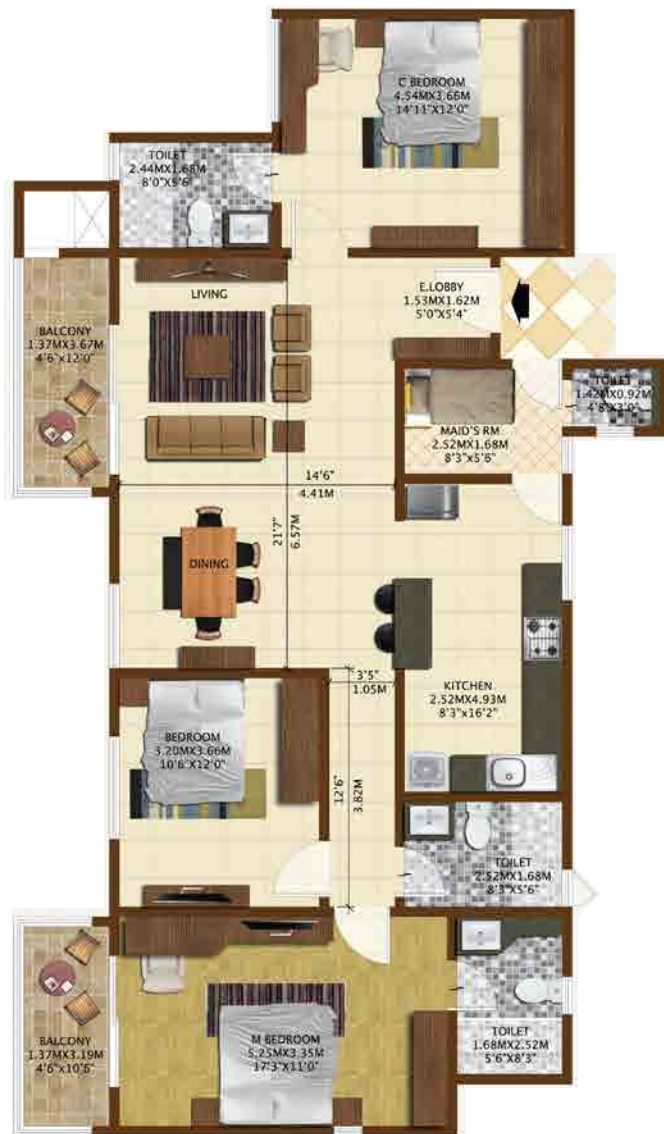 C BEDROOM
4.54MX3.66M
14'11"X12'0"
TOILET
2.44MX1.68M
8'0"X5'6"
LIVING
E.LOBBY
1.53MX1.62M
5'0"X5'4"
BALCONY
1.37MX3.67M
4'6"x12'0"
TOILET
1.42MX0.92M
4'8"X3'0"
MAID'S RM
2.52MX1.68M
8'3"x5'6"
14'6"
4.41M
21'7"
6.57M
DINING
3'5"
1.05M
KITCHEN
2.52MX4.93M
8'3"x16'2"
BEDROOM
3.20MX3.66M
10'6"X12'0"
12'6"
3.82M
TOILET
2.52MX1.68M
8'3"X5'6"
BALCONY
1.37MX3.19M
4'6"x10'6"
M BEDROOM
5.25MX3.35M
17'3"X11'0"
TOILET
1.68MX2.52M
5'6"X8'3"